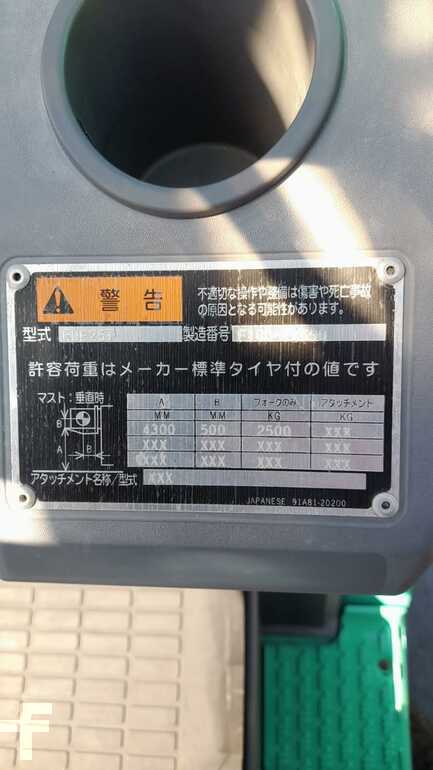 警告
不適切な操作や整備は傷害や死亡事故
の原因となる可能性があります。
型式
製造番号
許容荷重はメーカー標準タイヤ付の値です
マスト：垂直時
A B フォークのみ アタッチメント
MM MM KG KG
4300 500 2500 XXX
XXX XXX XXX XXX
XXX XXX XXX XXX
B
A
B
アタッチメント名称/型式 XXX
JAPANESE 91A81-20200